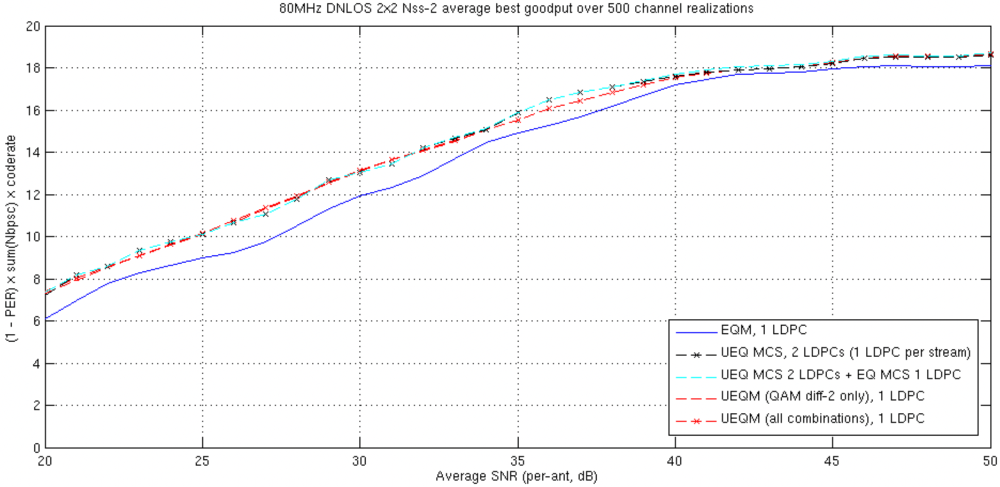 80MHz DNLOS 2x2 Nss-2 average best goodput over 500 channel realizations
(1 - PER) x sum(Nbpsc) x coderate
20
18
16
14
12
10
8
6
4
2
0
20 25 30 35 40 45 50
Average SNR (per-ant, dB)
EQM, 1 LDPC
UEQ MCS, 2 LDPCs (1 LDPC per stream)
UEQ MCS 2 LDPCs + EQ MCS 1 LDPC
UEQM (QAM diff-2 only), 1 LDPC
UEQM (all combinations), 1 LDPC